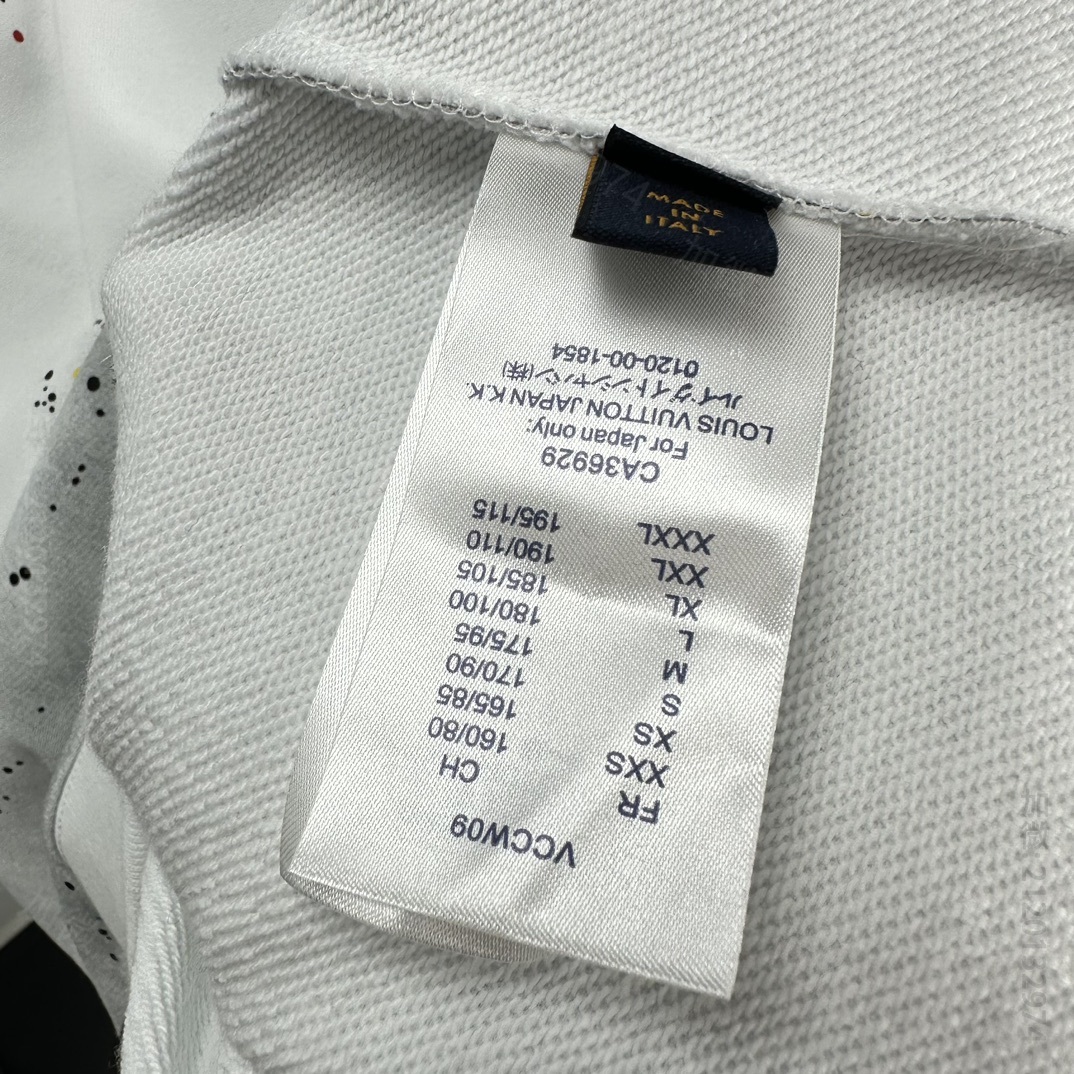 MADE
IN
ITALY
VCCW09
FR CH
XXS 160/80
XS 165/85
S 170/90
M 175/95
L 180/100
XL 185/105
XXL 190/110
XXXL 195/115
CA36929
For Japan only:
LOUIS VUITTON JAPAN K.K.
ルイヴィトンジャパン(株)
0120-00-1854